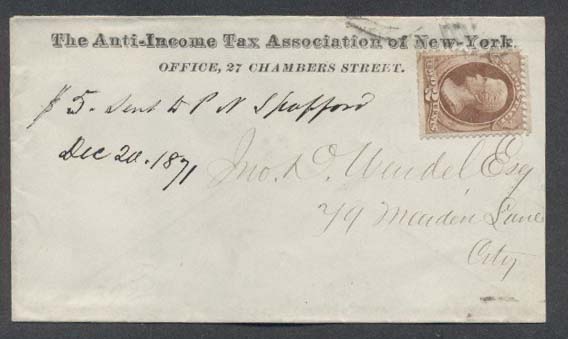 The Anti-Income Tax Association of New-York.
OFFICE, 27 CHAMBERS STREET.
$5. Sent to P N Spafford
Dec 20. 1871
Jno. D. Wendel Esq
79 Maiden Lane
City